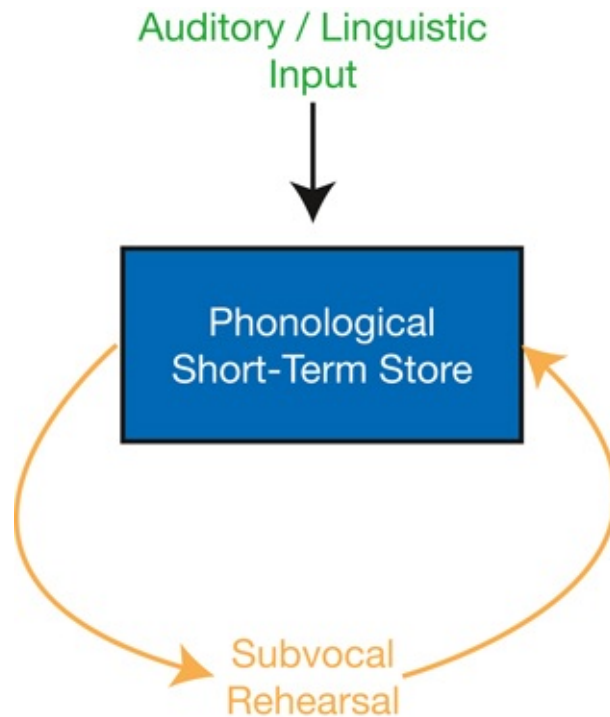 Auditory / Linguistic
Input
Phonological
Short-Term Store
Subvocal
Rehearsal